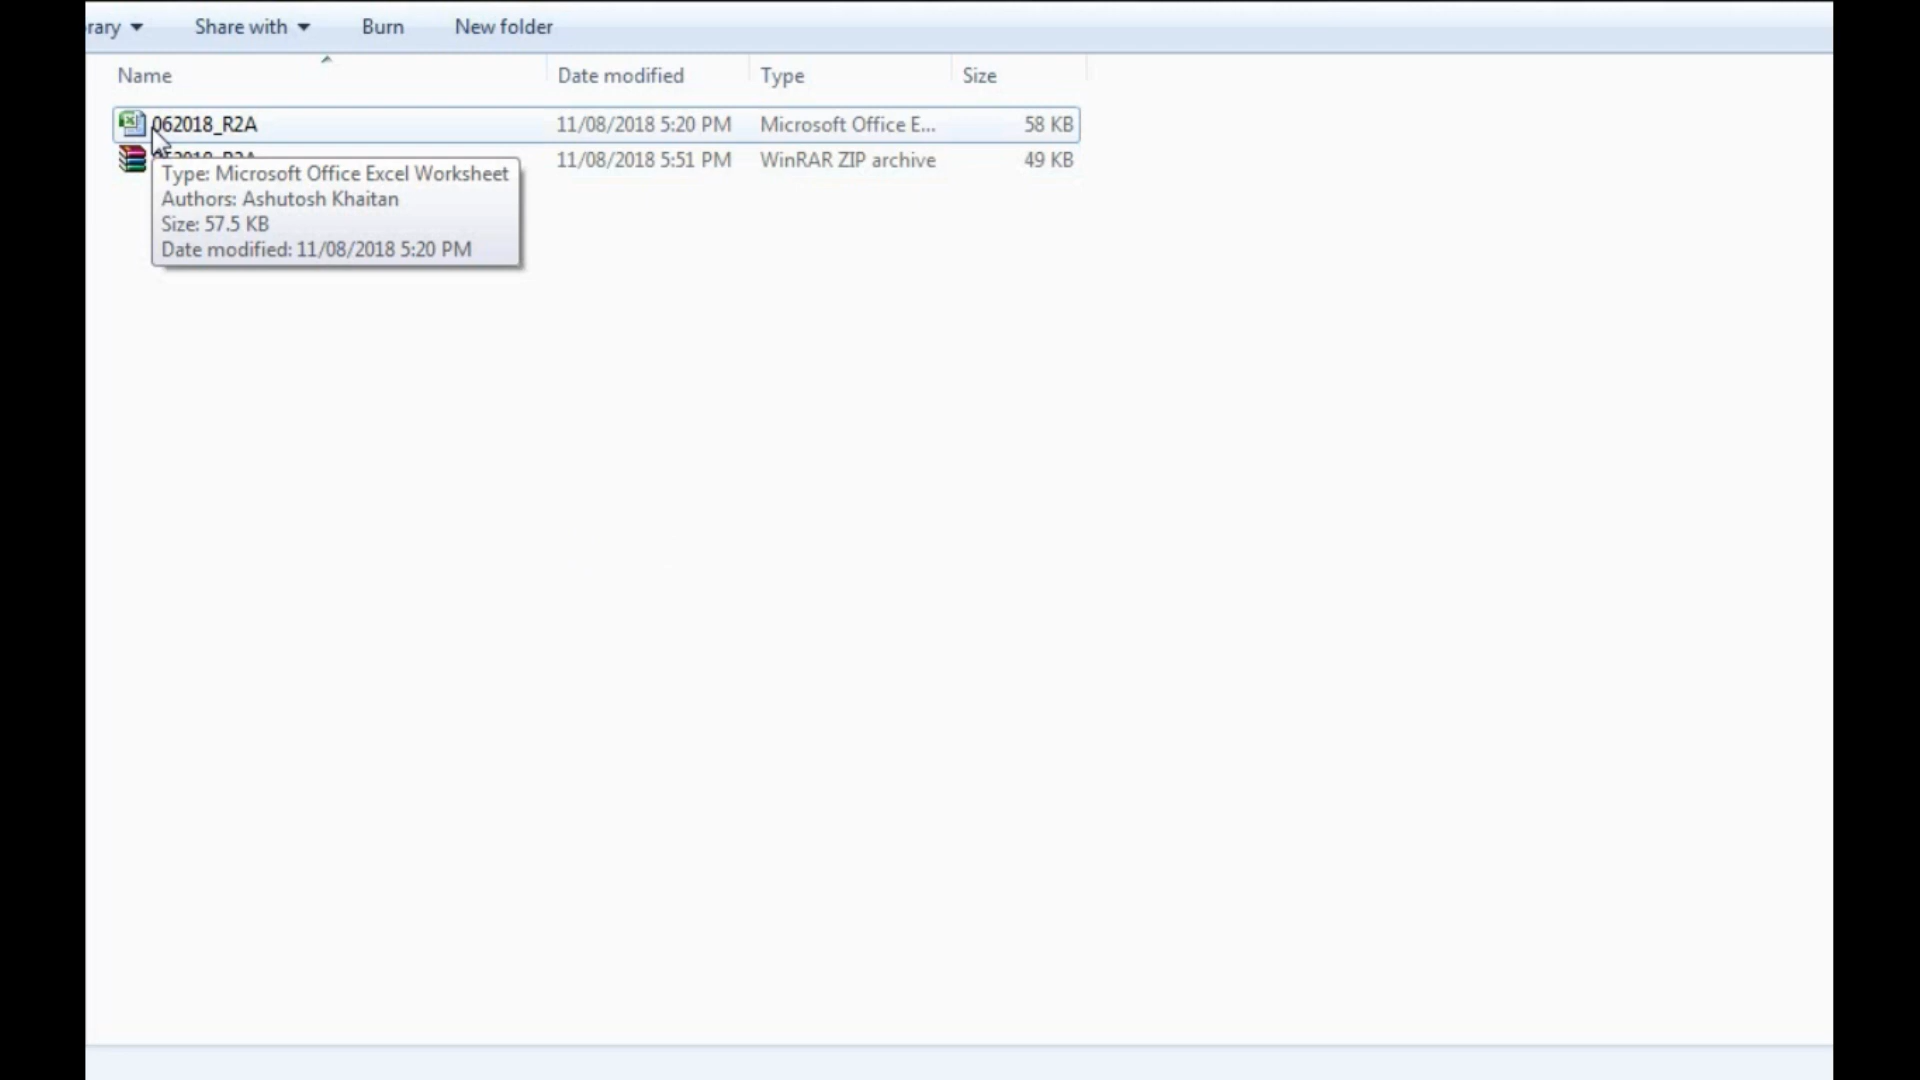 rary Share with Burn New folder
Name Date modified Type Size
062018_R2A 11/08/2018 5:20 PM Microsoft Office E... 58 KB
11/08/2018 5:51 PM WinRAR ZIP archive 49 KB
Type: Microsoft Office Excel Worksheet
Authors: Ashutosh Khaitan
Size: 57.5 KB
Date modified: 11/08/2018 5:20 PM